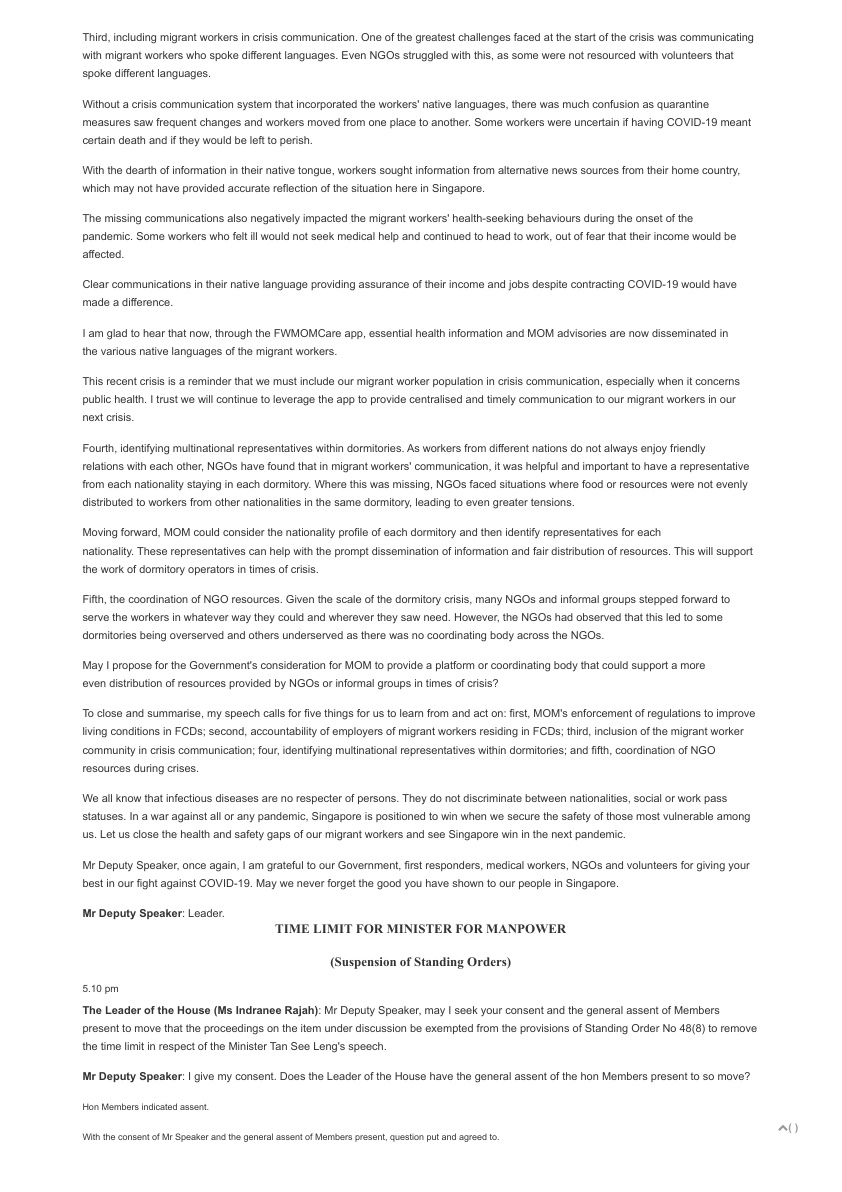 Third, including migrant workers in crisis communication. One of the greatest challenges faced at the start of the crisis was communicating
with migrant workers who spoke different languages. Even NGOs struggled with this, as some were not resourced with volunteers that
spoke different languages.
Without a crisis communication system that incorporated the workers' native languages, there was much confusion as quarantine
measures saw frequent changes and workers moved from one place to another. Some workers were uncertain if having COVID-19 meant
certain death and if they would be left to perish.
With the dearth of information in their native tongue, workers sought information from alternative news sources from their home country,
which may not have provided accurate reflection of the situation here in Singapore.
The missing communications also negatively impacted the migrant workers' health-seeking behaviours during the onset of the
pandemic. Some workers who felt ill would not seek medical help and continued to head to work, out of fear that their income would be
affected.
Clear communications in their native language providing assurance of their income and jobs despite contracting COVID-19 would have
made a difference.
I am glad to hear that now, through the FWMOMCare app, essential health information and MOM advisories are now disseminated in
the various native languages of the migrant workers.
This recent crisis is a reminder that we must include our migrant worker population in crisis communication, especially when it concerns
public health. I trust we will continue to leverage the app to provide centralised and timely communication to our migrant workers in our
next crisis.
Fourth, identifying multinational representatives within dormitories. As workers from different nations do not always enjoy friendly
relations with each other, NGOs have found that in migrant workers' communication, it was helpful and important to have a representative
from each nationality staying in each dormitory. Where this was missing, NGOs faced situations where food or resources were not evenly
distributed to workers from other nationalities in the same dormitory, leading to even greater tensions.
Moving forward, MOM could consider the nationality profile of each dormitory and then identify representatives for each
nationality. These representatives can help with the prompt dissemination of information and fair distribution of resources. This will support
the work of dormitory operators in times of crisis.
Fifth, the coordination of NGO resources. Given the scale of the dormitory crisis, many NGOs and informal groups stepped forward to
serve the workers in whatever way they could and wherever they saw need. However, the NGOs had observed that this led to some
dormitories being overserved and others underserved as there was no coordinating body across the NGOs.
May I propose for the Government's consideration for MOM to provide a platform or coordinating body that could support a more
even distribution of resources provided by NGOs or informal groups in times of crisis?
To close and summarise, my speech calls for five things for us to learn from and act on: first, MOM's enforcement of regulations to improve
living conditions in FCDs; second, accountability of employers of migrant workers residing in FCDs; third, inclusion of the migrant worker
community in crisis communication; four, identifying multinational representatives within dormitories; and fifth, coordination of NGO
resources during crises.
We all know that infectious diseases are no respecter of persons. They do not discriminate between nationalities, social or work pass
statuses. In a war against all or any pandemic, Singapore is positioned to win when we secure the safety of those most vulnerable among
us. Let us close the health and safety gaps of our migrant workers and see Singapore win in the next pandemic.
Mr Deputy Speaker, once again, I am grateful to our Government, first responders, medical workers, NGOs and volunteers for giving your
best in our fight against COVID-19. May we never forget the good you have shown to our people in Singapore.
Mr Deputy Speaker: Leader.
TIME LIMIT FOR MINISTER FOR MANPOWER
(Suspension of Standing Orders)
5.10 pm
The Leader of the House (Ms Indranee Rajah): Mr Deputy Speaker, may I seek your consent and the general assent of Members
present to move that the proceedings on the item under discussion be exempted from the provisions of Standing Order No 48(8) to remove
the time limit in respect of the Minister Tan See Leng's speech.
Mr Deputy Speaker: I give my consent. Does the Leader of the House have the general assent of the hon Members present to so move?
Hon Members indicated assent.
With the consent of Mr Speaker and the general assent of Members present, question put and agreed to.
( )